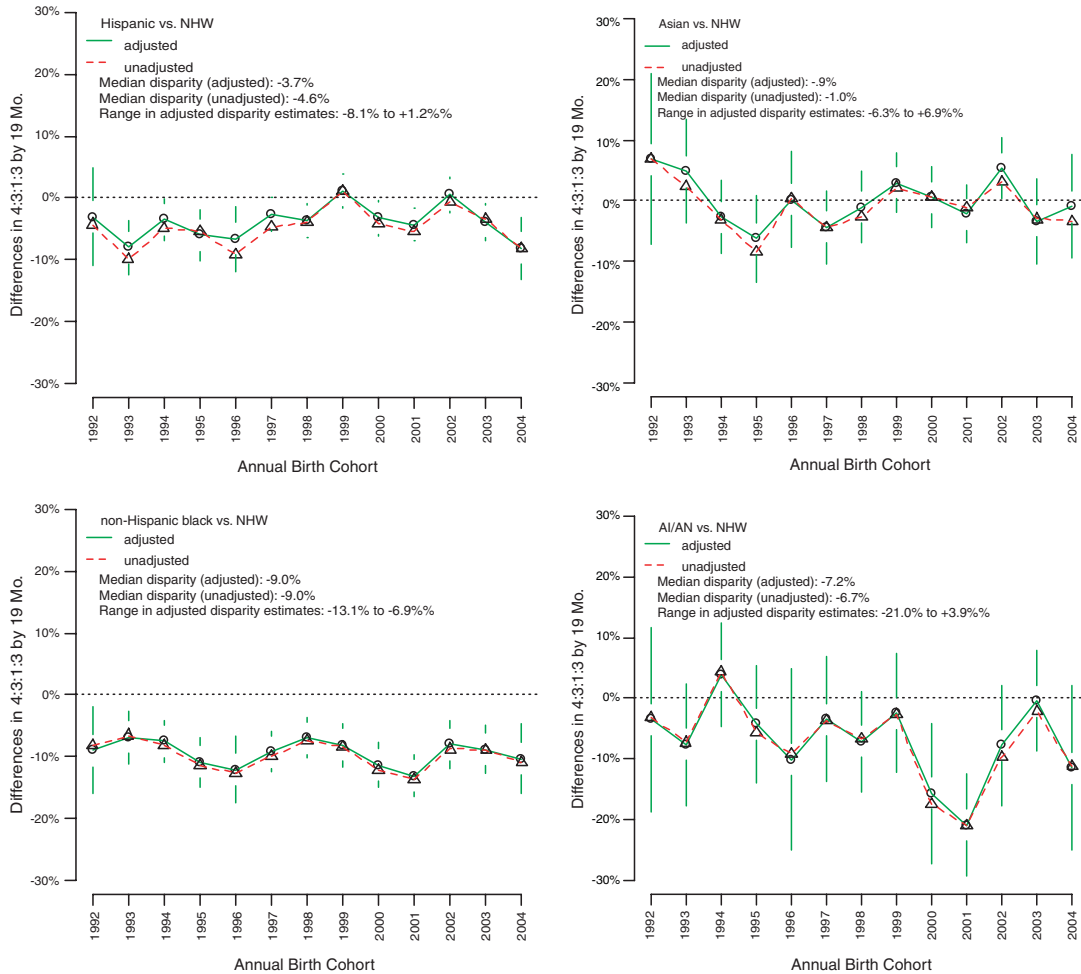 Hispanic vs. NHW
adjusted
unadjusted
Median disparity (adjusted): -3.7%
Median disparity (unadjusted): -4.6%
Range in adjusted disparity estimates: -8.1% to +1.2%%
Differences in 4:3:1:3 by 19 Mo.
30%
20%
10%
0%
-10%
-20%
-30%
1992
1993
1994
1995
1996
1997
1998
1999
2000
2001
2002
2003
2004
Annual Birth Cohort
Asian vs. NHW
adjusted
unadjusted
Median disparity (adjusted): -.9%
Median disparity (unadjusted): -1.0%
Range in adjusted disparity estimates: -6.3% to +6.9%%
Differences in 4:3:1:3 by 19 Mo.
30%
20%
10%
0%
-10%
-20%
-30%
1992
1993
1994
1995
1996
1997
1998
1999
2000
2001
2002
2003
2004
Annual Birth Cohort
non-Hispanic black vs. NHW
adjusted
unadjusted
Median disparity (adjusted): -9.0%
Median disparity (unadjusted): -9.0%
Range in adjusted disparity estimates: -13.1% to -6.9%%
Differences in 4:3:1:3 by 19 Mo.
30%
20%
10%
0%
-10%
-20%
-30%
1992
1993
1994
1995
1996
1997
1998
1999
2000
2001
2002
2003
2004
Annual Birth Cohort
AI/AN vs. NHW
adjusted
unadjusted
Median disparity (adjusted): -7.2%
Median disparity (unadjusted): -6.7%
Range in adjusted disparity estimates: -21.0% to +3.9%%
Differences in 4:3:1:3 by 19 Mo.
30%
20%
10%
0%
-10%
-20%
-30%
1992
1993
1994
1995
1996
1997
1998
1999
2000
2001
2002
2003
2004
Annual Birth Cohort